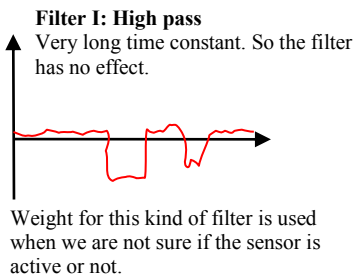 Filter I: High pass
Very long time constant. So the filter
has no effect.
Weight for this kind of filter is used
when we are not sure if the sensor is
active or not.